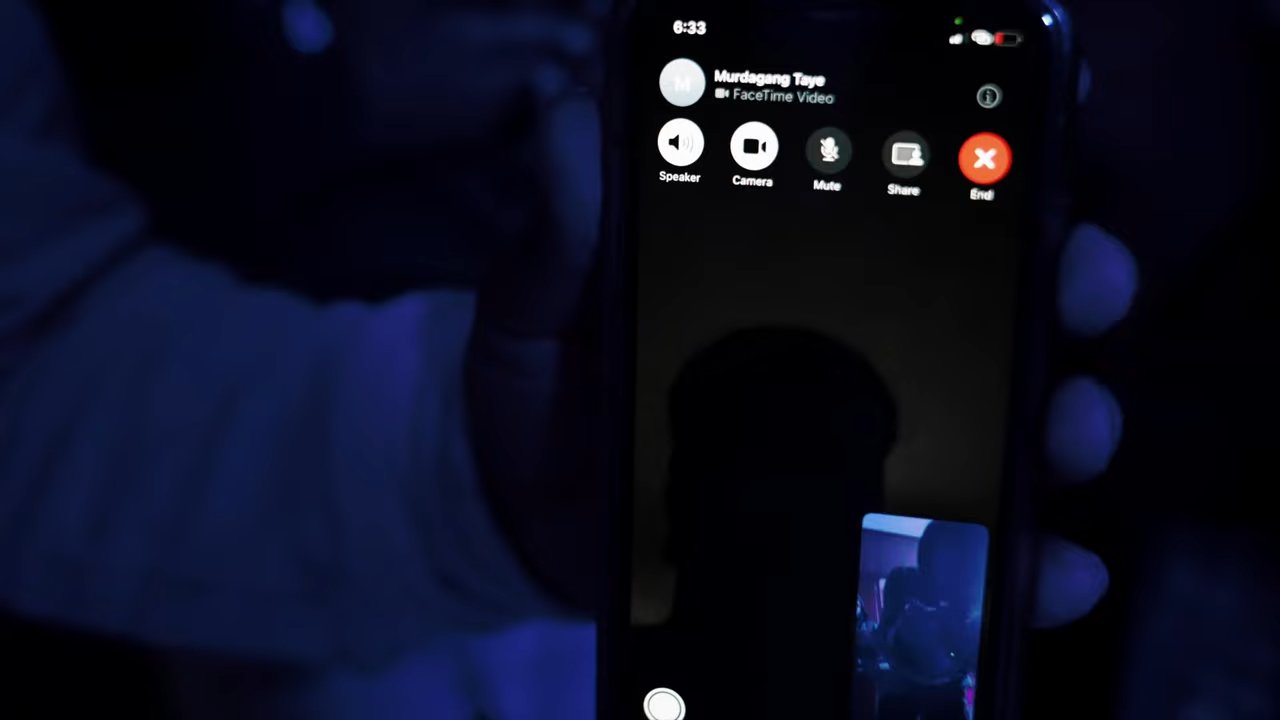 6:33
M
Murdagang Taye
FaceTime Video
Speaker
Camera
Mute
Share
End